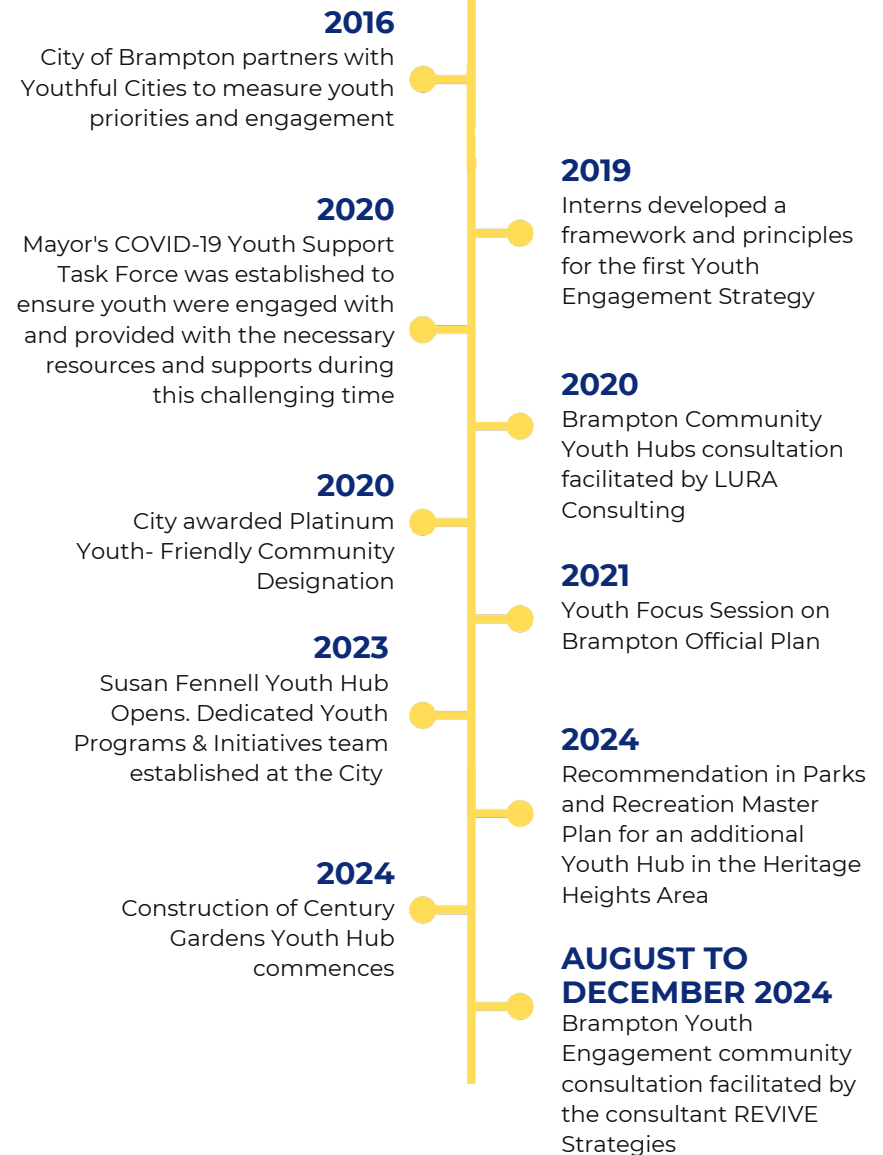 2016
City of Brampton partners with
Youthful Cities to measure youth
priorities and engagement
2019
Interns developed a
framework and principles
for the first Youth
Engagement Strategy
2020
Mayor's COVID-19 Youth Support
Task Force was established to
ensure youth were engaged with
and provided with the necessary
resources and supports during
this challenging time
2020
Brampton Community
Youth Hubs consultation
facilitated by LURA
Consulting
2020
City awarded Platinum
Youth- Friendly Community
Designation
2021
Youth Focus Session on
Brampton Official Plan
2023
Susan Fennell Youth Hub
Opens. Dedicated Youth
Programs & Initiatives team
established at the City
2024
Recommendation in Parks
and Recreation Master
Plan for an additional
Youth Hub in the Heritage
Heights Area
2024
Construction of Century
Gardens Youth Hub
commences
AUGUST TO
DECEMBER 2024
Brampton Youth
Engagement community
consultation facilitated by
the consultant REVIVE
Strategies